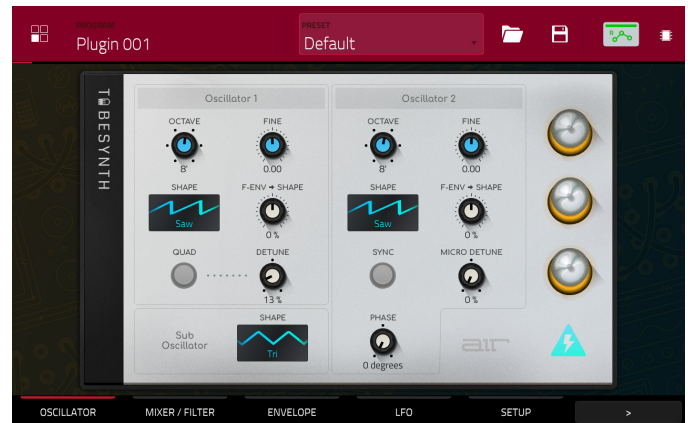 PROGRAM
Plugin 001
PRESET
Default
TUBESYNTH
Oscillator 1
Oscillator 2
OCTAVE
FINE
OCTAVE
FINE
8'
0.00
8'
0.00
SHAPE
F-ENV → SHAPE
SHAPE
F-ENV → SHAPE
Saw
0 %
Saw
0 %
QUAD
DETUNE
SYNC
MICRO DETUNE
13 %
0 %
Sub
Oscillator
SHAPE
Tri
PHASE
0 degrees
air
OSCILLATOR
MIXER / FILTER
ENVELOPE
LFO
SETUP
>